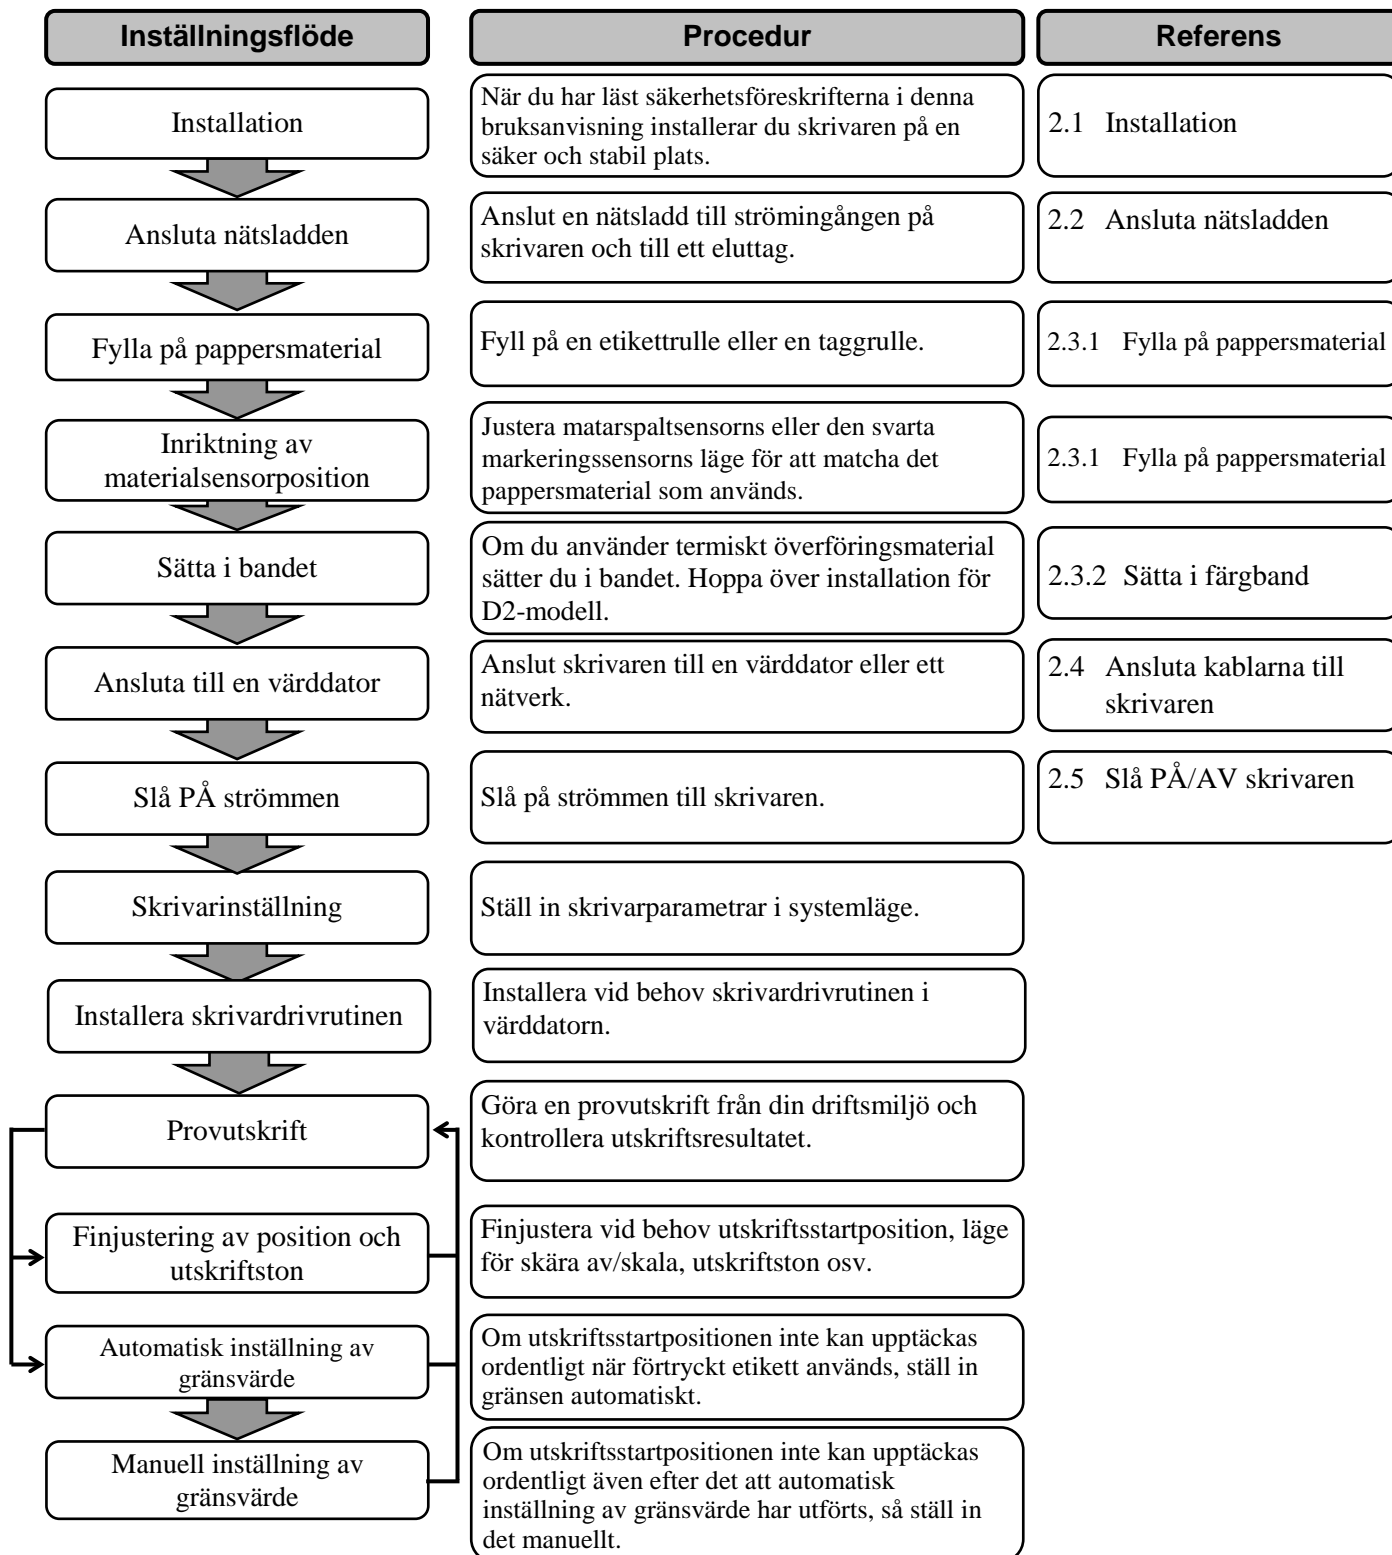 Inställningsflöde
Procedur
Referens
Installation
När du har läst säkerhetsföreskrifterna i denna
bruksanvisning installerar du skrivaren på en
säker och stabil plats.
2.1 Installation
Ansluta nätsladden
Anslut en nätsladd till strömingången på
skrivaren och till ett eluttag.
2.2 Ansluta nätsladden
Fylla på pappersmaterial
Fyll på en etikettrulle eller en taggrulle.
2.3.1 Fylla på pappersmaterial
Inriktning av
materialsensorposition
Justera matarspaltsensorns eller den svarta
markeringssensorns läge för att matcha det
pappersmaterial som används.
2.3.1 Fylla på pappersmaterial
Sätta i bandet
Om du använder termiskt överföringsmaterial
sätter du i bandet. Hoppa över installation för
D2-modell.
2.3.2 Sätta i färgband
Ansluta till en värddator
Anslut skrivaren till en värddator eller ett
nätverk.
2.4 Ansluta kablarna till
skrivaren
Slå PÅ strömmen
Slå på strömmen till skrivaren.
2.5 Slå PÅ/AV skrivaren
Skrivarinställning
Ställ in skrivarparametrar i systemläge.
Installera skrivardrivrutinen
Installera vid behov skrivardrivrutinen i
värddatorn.
Provutskrift
Göra en provutskrift från din driftsmiljö och
kontrollera utskriftsresultatet.
Finjustering av position och
utskriftston
Finjustera vid behov utskriftsstartposition, läge
för skära av/skala, utskriftston osv.
Automatisk inställning av
gränsvärde
Om utskriftsstartpositionen inte kan upptäckas
ordentligt när förtryckt etikett används, ställ in
gränsen automatiskt.
Manuell inställning av
gränsvärde
Om utskriftsstartpositionen inte kan upptäckas
ordentligt även efter det att automatisk
inställning av gränsvärde har utförts, så ställ in
det manuellt.